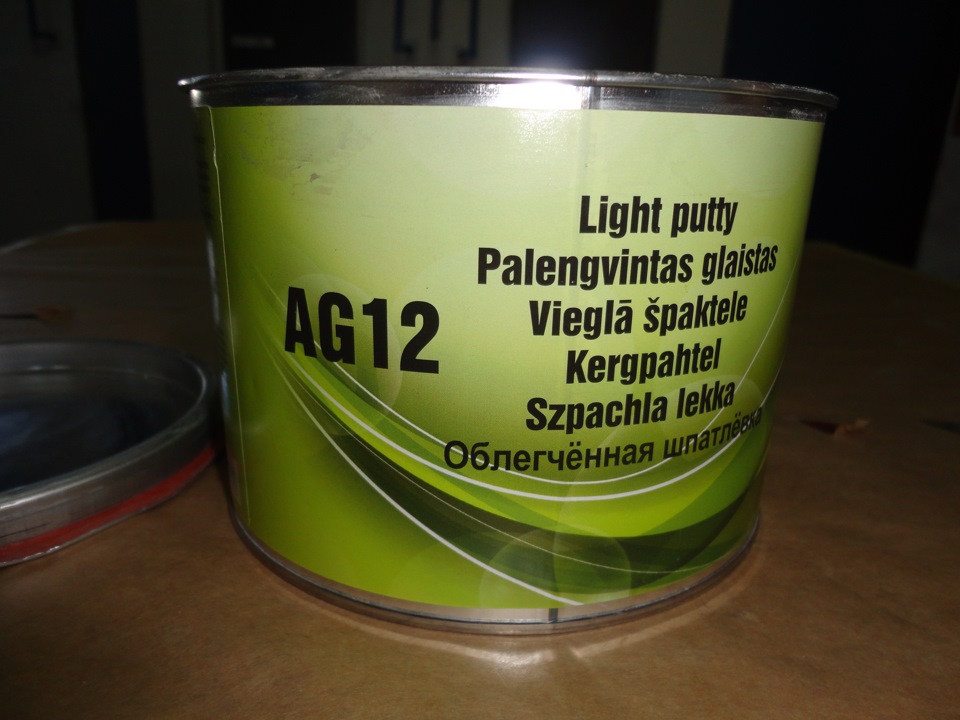 AG12
Light putty
Palengvintas glaistas
Vieglā špaktele
Kergpahtel
Szpachla lekka
Облегчённая шпатлёвка